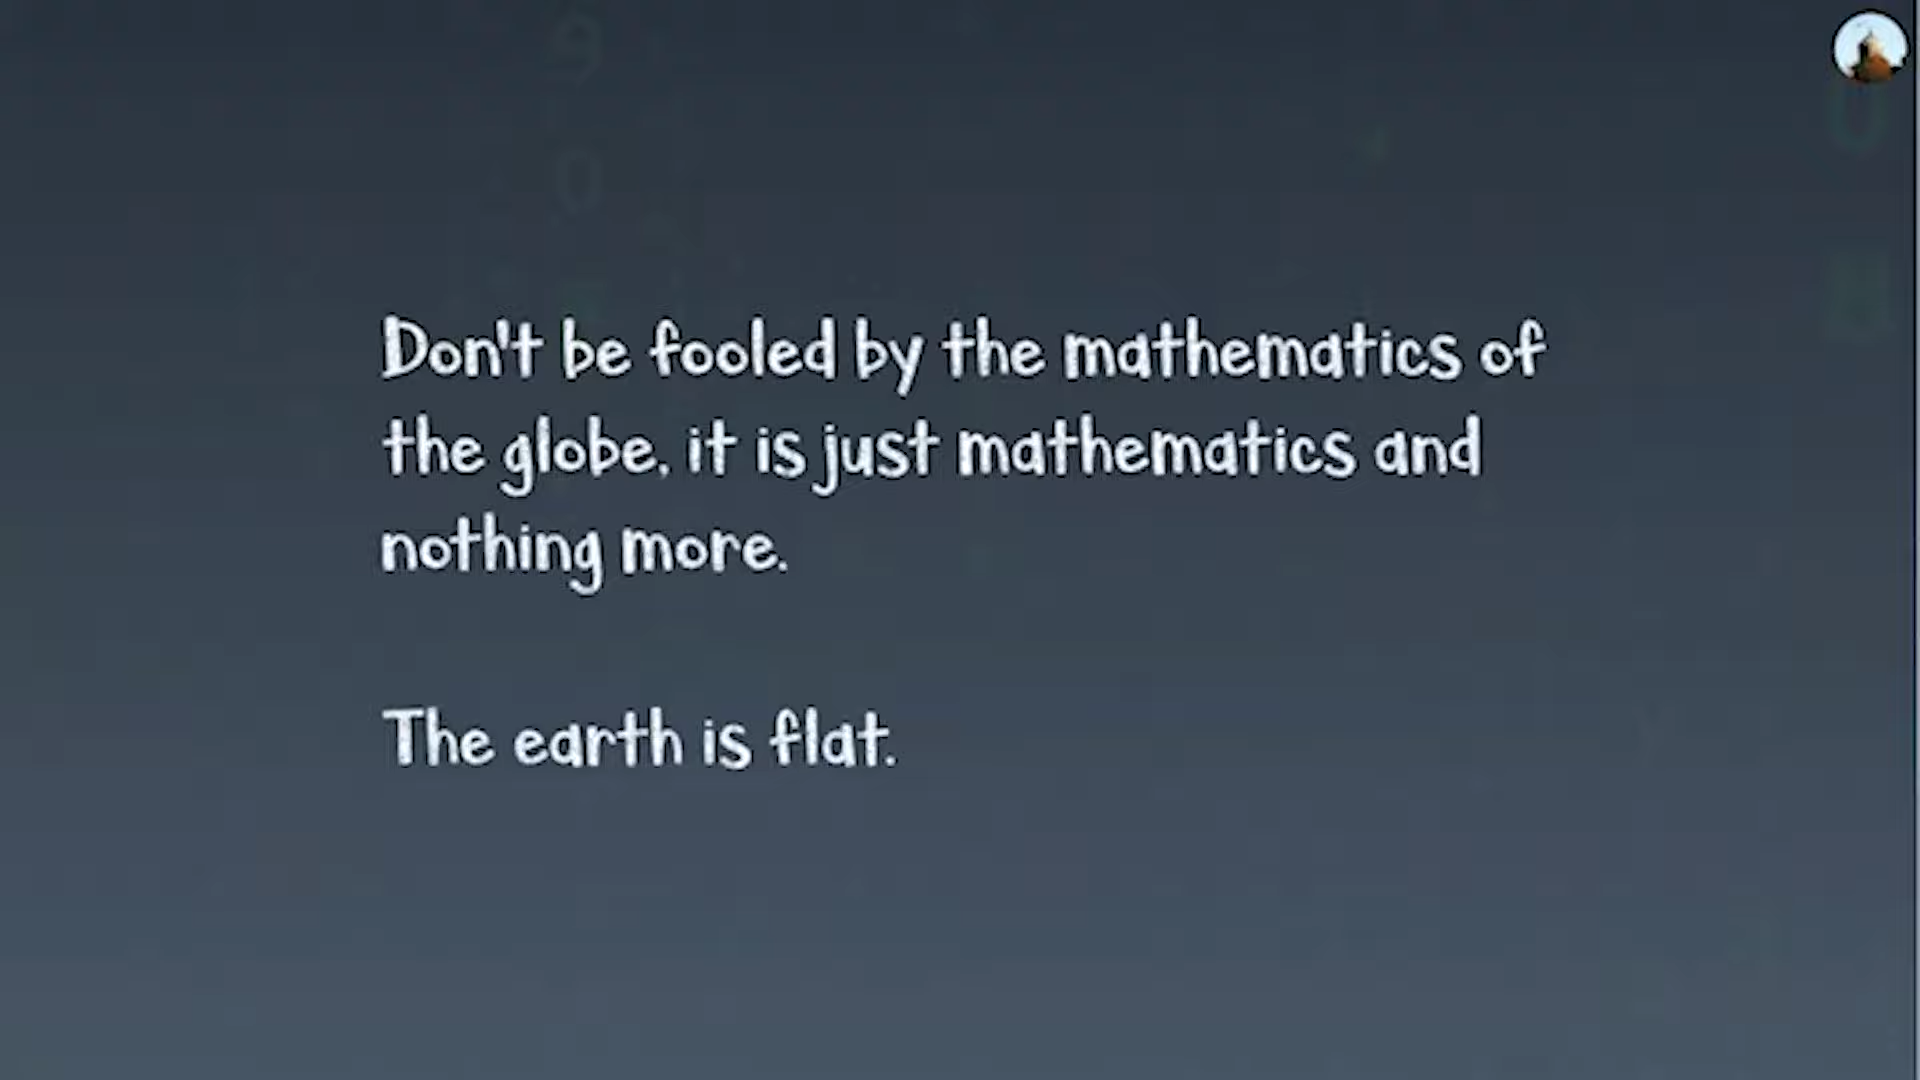 Don't be fooled by the mathematics of
the globe, it is just mathematics and
nothing more.
The earth is flat.